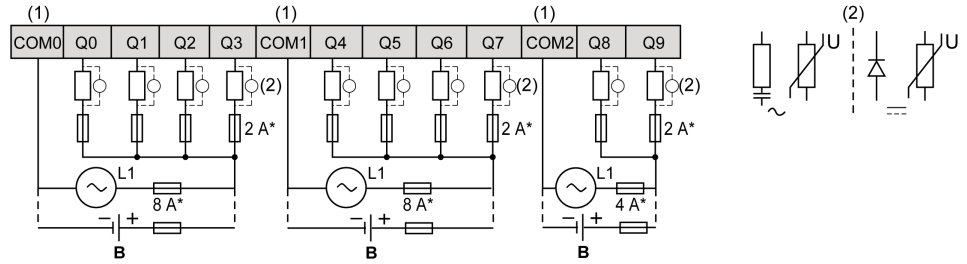 (1) (1) (1) (2)
COM0 Q0 Q1 Q2 Q3 COM1 Q4 Q5 Q6 Q7 COM2 Q8 Q9
U U
(2) (2) (2)
2 A* 2 A* 2 A*
L1 L1 L1
8 A* 8 A* 4 A*
− + − + − +
B B B